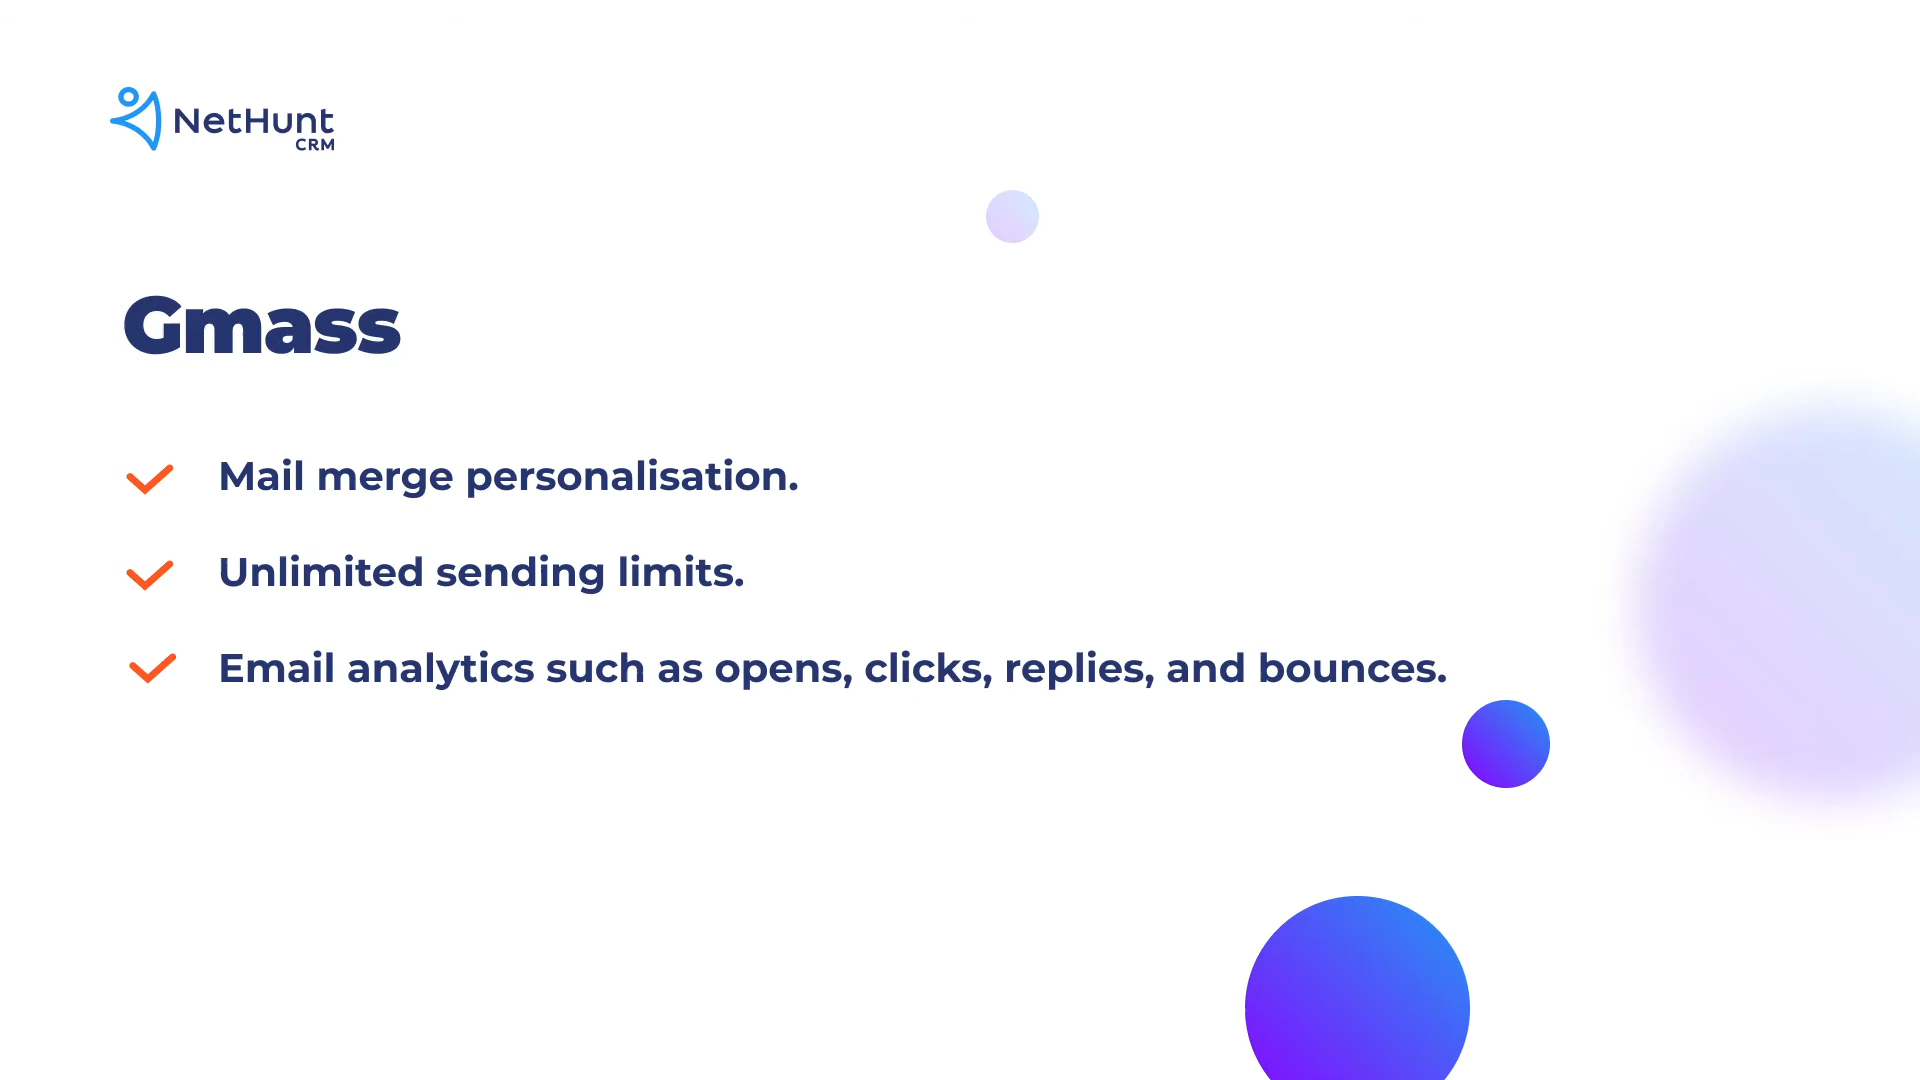 NetHunt
CRM
Gmass
Mail merge personalisation.
Unlimited sending limits.
Email analytics such as opens, clicks, replies, and bounces.